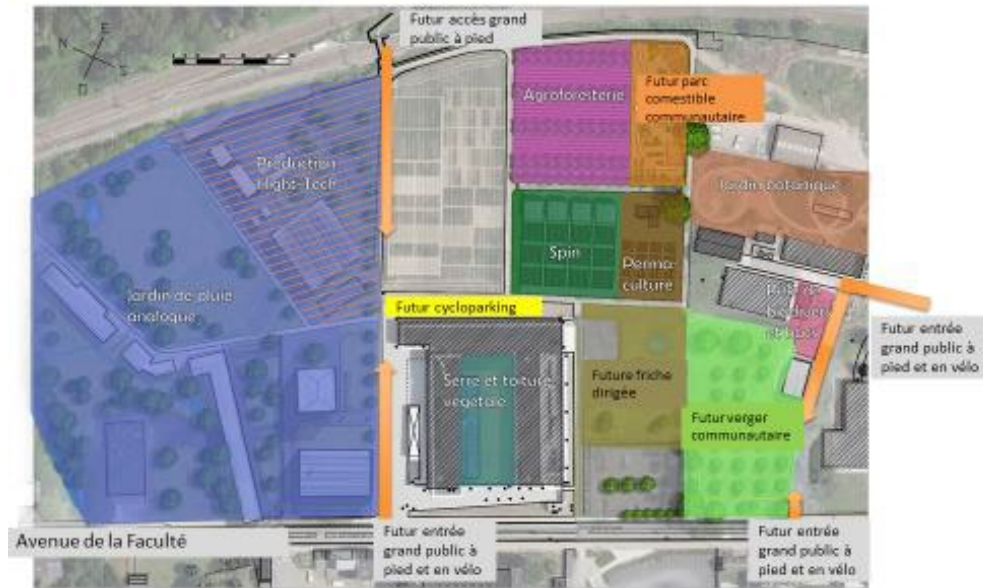 Futur accès grand
public à pied
N
E
S
O
Agroforesterie
Futur parc
comestible
communautaire
Production
Hight-Tech
Jardin botanique
Spin
Perma-
culture
Jardin de pluie
analogue
Futur cycloparking
Futur entrée
grand public à
pied et en vélo
Serre et toiture
végétale
Future friche
dirigée
Futur verger
communautaire
Avenue de la Faculté
Futur entrée
grand public à
pied et en vélo
Futur entrée
grand public à
pied et en vélo